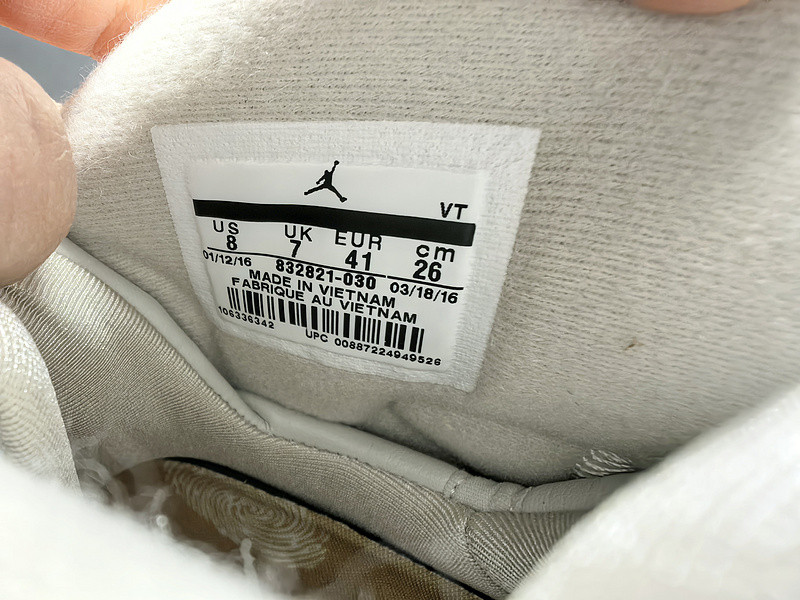 VT
US UK EUR cm
8 7 41 26
01/12/16 832821-030 03/18/16
MADE IN VIETNAM
FABRIQUE AU VIETNAM
106336342
UPC 00887224949526